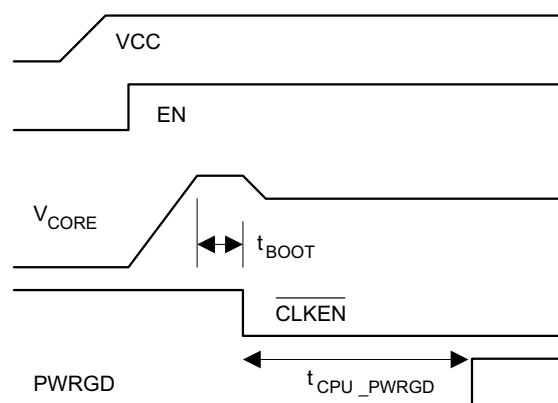 VCC
EN
VCORE
tBOOT
CLKEN
tCPU_PWRGD
PWRGD